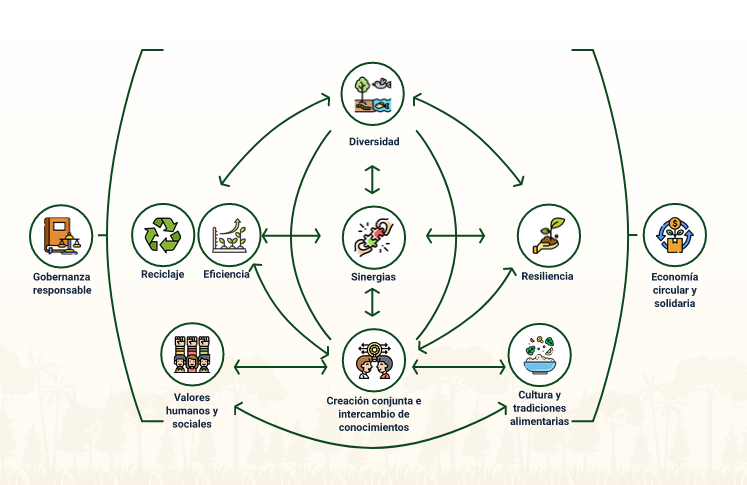 Diversidad
Gobernanza
responsable
Reciclaje
Eficiencia
Sinergias
Resiliencia
Economía
circular y
solidaria
Valores
humanos y
sociales
Creación conjunta e
intercambio de
conocimientos
Cultura y
tradiciones
alimentarias